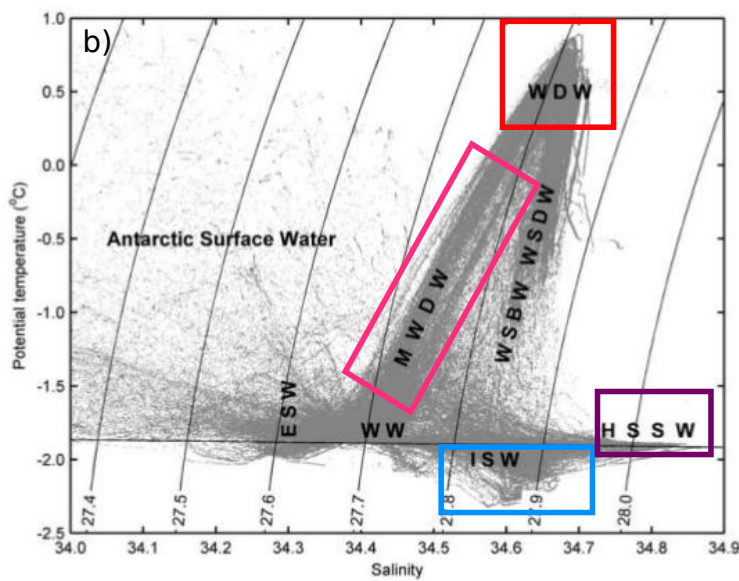 b)
1.0
0.5
0.0
-0.5
-1.0
-1.5
-2.0
-2.5
Potential temperature (°C)
WDW
Antarctic Surface Water
MWDW
WSBW WSDW
ESW
WW
HSSW
ISW
27.4
27.5
27.6
27.7
27.8
27.9
28.0
34.0 34.1 34.2 34.3 34.4 34.5 34.6 34.7 34.8 34.9
Salinity